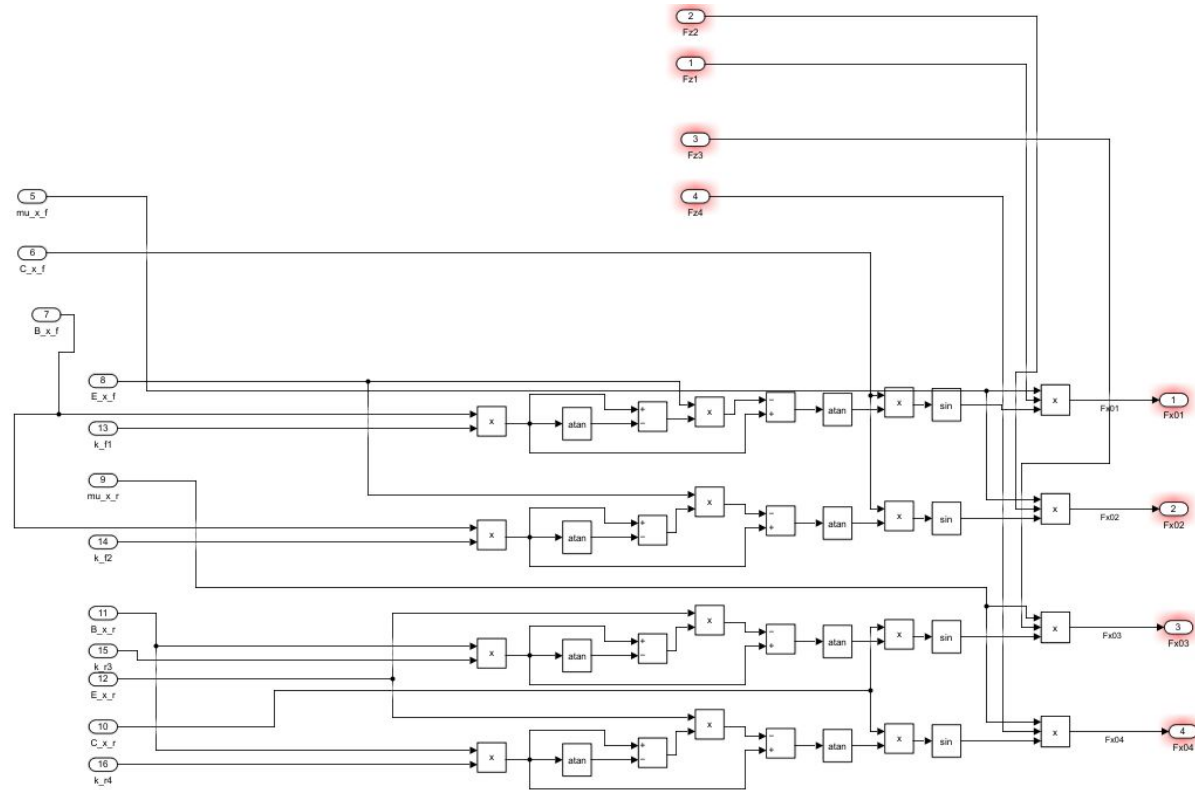 2
Fz2
1
Fz1
3
Fz3
5
mu_x_f
4
Fz4
6
C_x_f
7
B_x_f
8
E_x_f
x
- +
atan
x
sin
x
Fx01
1
Fx01
13
k_f1
x
atan
+ -
9
mu_x_r
x
- +
x
sin
x
Fx02
2
Fx02
14
k_f2
x
atan
+ -
atan
11
B_x_r
x
- +
x
sin
x
Fx03
3
Fx03
15
k_r3
x
atan
+ -
atan
12
E_x_r
10
C_x_r
x
- +
x
sin
x
Fx04
4
Fx04
16
k_r4
x
atan
+ -
atan